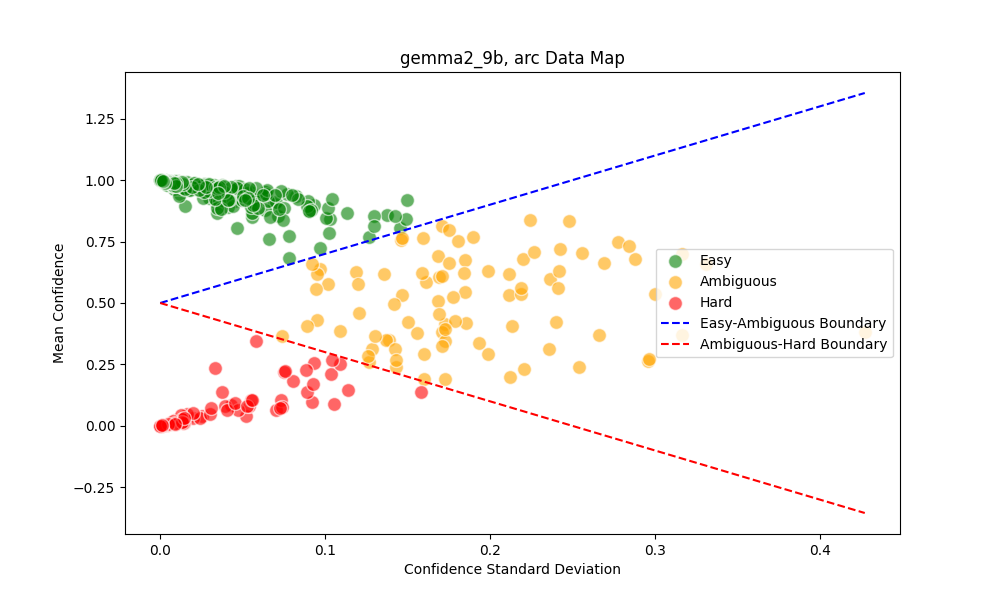 gemma2_9b, arc Data Map
Mean Confidence
1.25
1.00
0.75
0.50
0.25
0.00
−0.25
Easy
Ambiguous
Hard
Easy-Ambiguous Boundary
Ambiguous-Hard Boundary
0.0 0.1 0.2 0.3 0.4
Confidence Standard Deviation